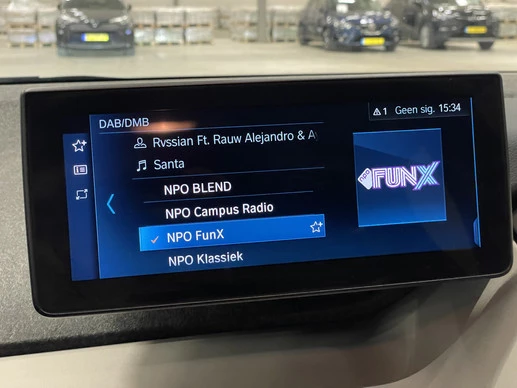 DAB/DMB
1 Geen sig. 15:34
Rvssian Ft. Rauw Alejandro & Ay
Santa
NPO BLEND
NPO Campus Radio
NPO FunX
NPO Klassiek
FUNX